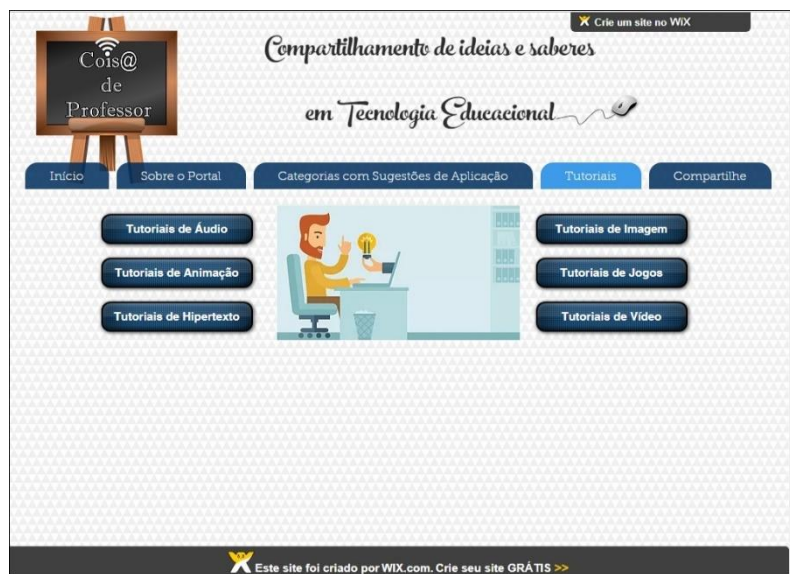 Crie um site no WiX
Cois@
de
Professor
Compartilhamento de ideias e saberes
em Tecnologia Educacional
Início
Sobre o Portal
Categorias com Sugestões de Aplicação
Tutoriais
Compartilhe
Tutoriais de Áudio
Tutoriais de Animação
Tutoriais de Hipertexto
Tutoriais de Imagem
Tutoriais de Jogos
Tutoriais de Vídeo
Este site foi criado por WIX.com. Crie seu site GRÁTIS >>